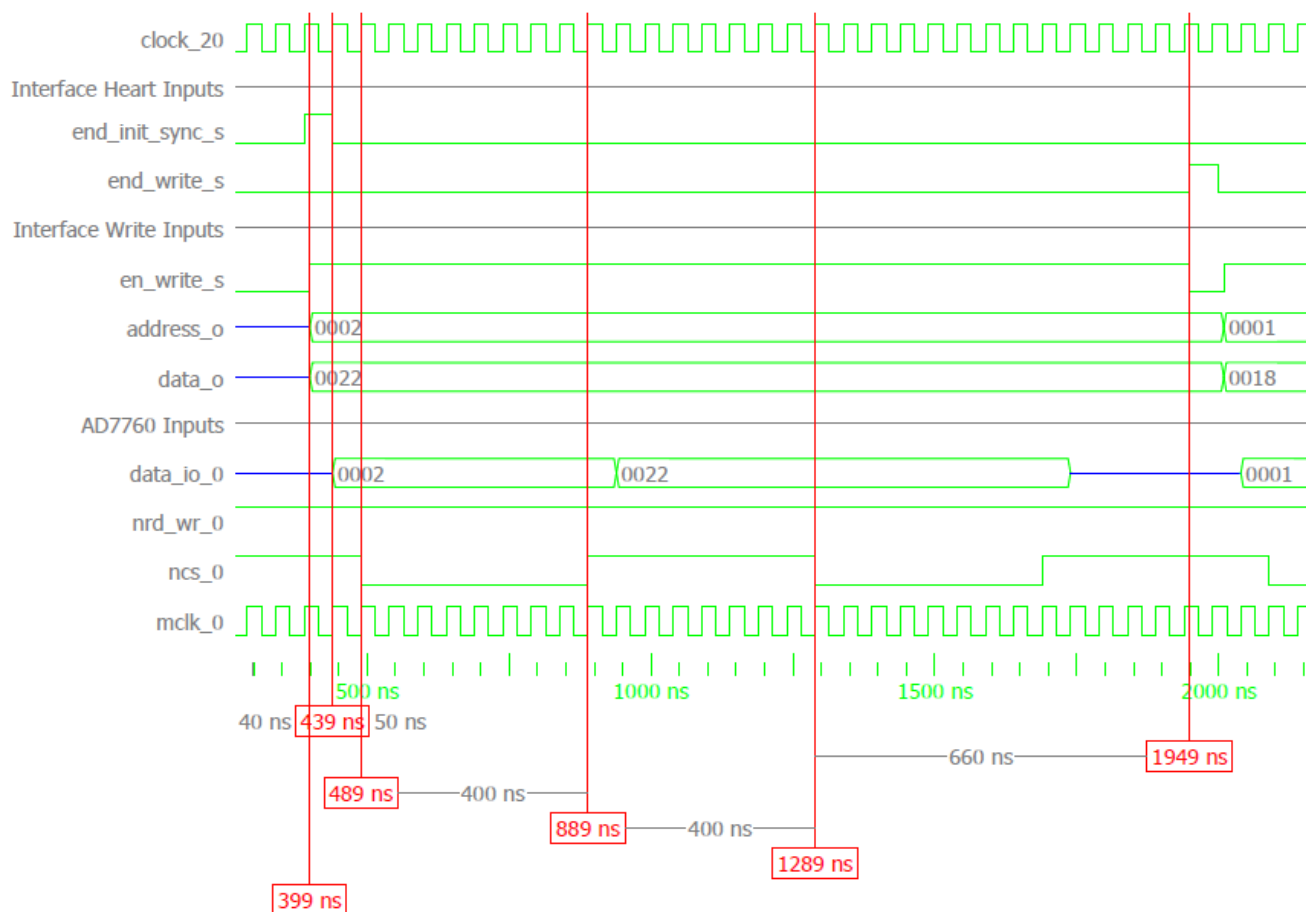 clock_20
Interface Heart Inputs
end_init_sync_s
end_write_s
Interface Write Inputs
en_write_s
address_o 0002 0001
data_o 0022 0018
AD7760 Inputs
data_io_0 0002 0022 0001
nrd_wr_0
ncs_0
mclk_0
500 ns 1000 ns 1500 ns 2000 ns
40 ns 439 ns 50 ns
660 ns 1949 ns
489 ns 400 ns
889 ns 400 ns
1289 ns
399 ns